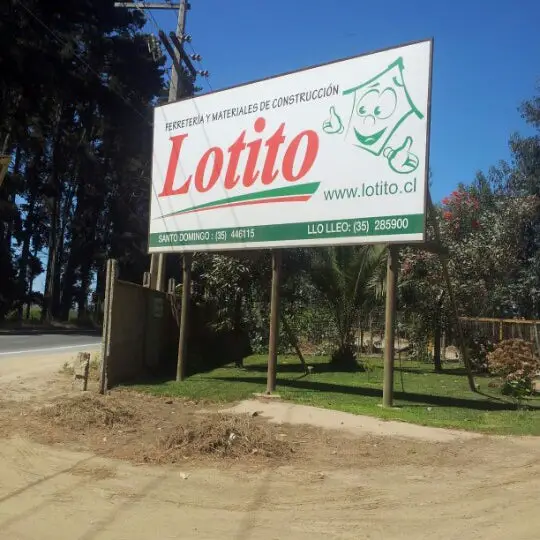 FERRETERÍA Y MATERIALES DE CONSTRUCCIÓN
Lotito
www.lotito.cl
SANTO DOMINGO : (35) 446115 LLO LLEO: (35) 285900